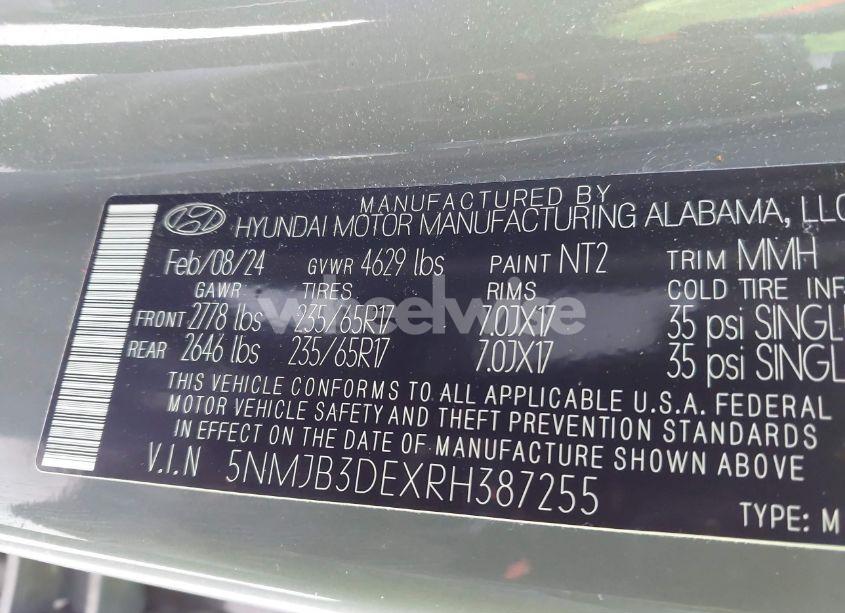 MANUFACTURED BY
HYUNDAI MOTOR MANUFACTURING ALABAMA, LLC
Feb/08/24 GVWR 4629 lbs PAINT NT2 TRIM MMH
GAWR TIRES RIMS COLD TIRE INF
FRONT 2778 lbs 235/65R17 7.0JX17 35 psi SINGL
REAR 2646 lbs 235/65R17 7.0JX17 35 psi SINGL
THIS VEHICLE CONFORMS TO ALL APPLICABLE U.S.A. FEDERAL
MOTOR VEHICLE SAFETY AND THEFT PREVENTION STANDARDS
IN EFFECT ON THE DATE OF MANUFACTURE SHOWN ABOVE.
V.I.N 5NMJB3DEXRH387255
TYPE: M